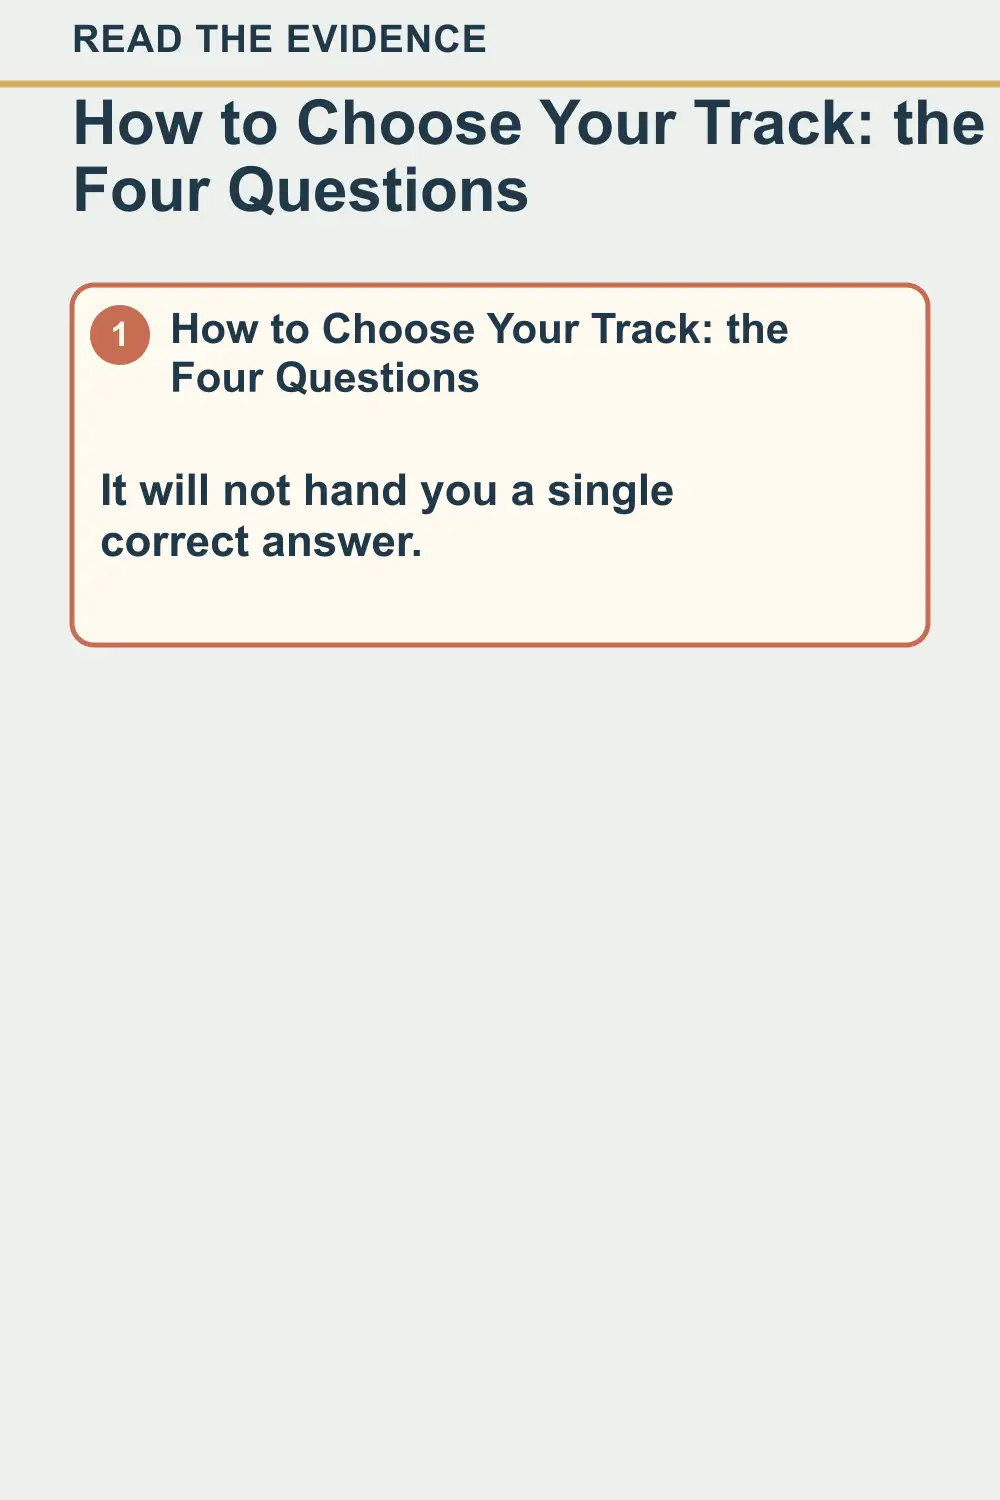 READ THE EVIDENCE
How to Choose Your Track: the
Four Questions
1
How to Choose Your Track: the
Four Questions
It will not hand you a single
correct answer.